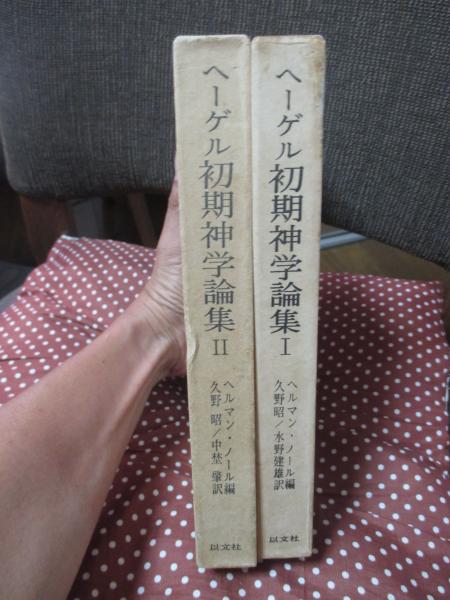 ヘーゲル初期神学論集 I
ヘルマン・ノール編
久野昭/水野建雄訳
以文社
ヘーゲル初期神学論集 II
ヘルマン・ノール編
久野昭/中埜肇訳
以文社